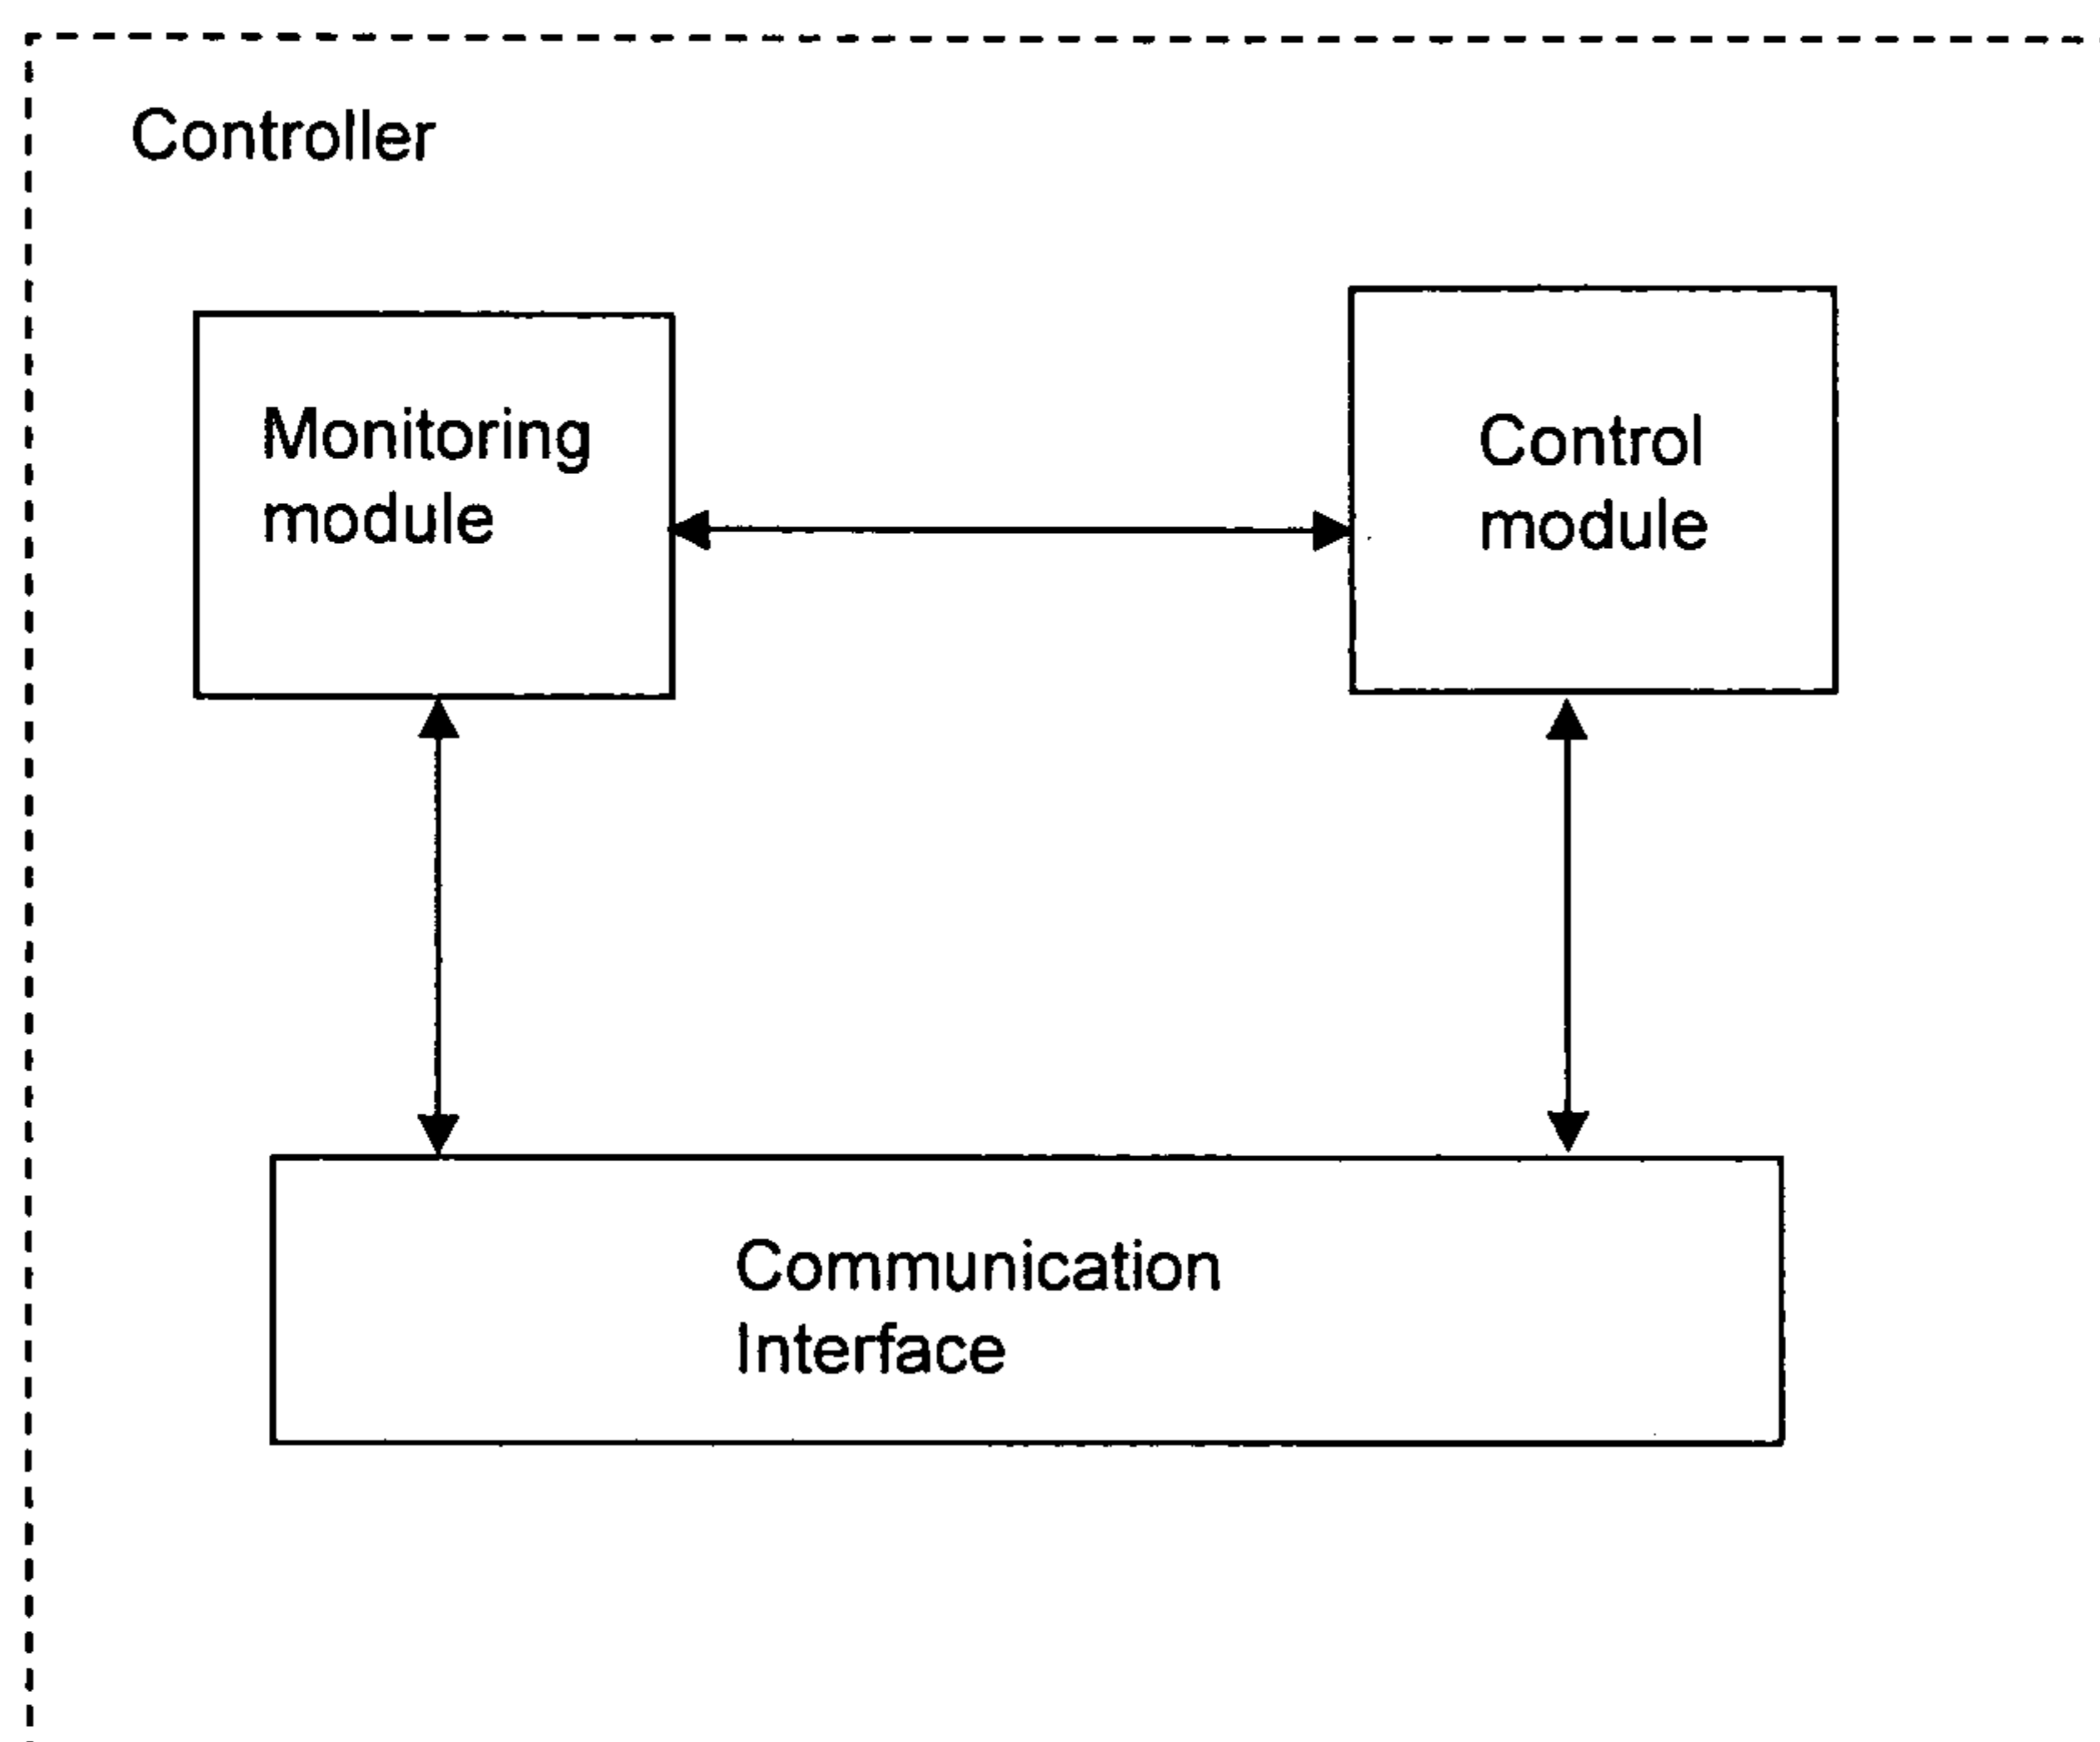 Controller
Monitoring
module
Control
module
Communication
Interface